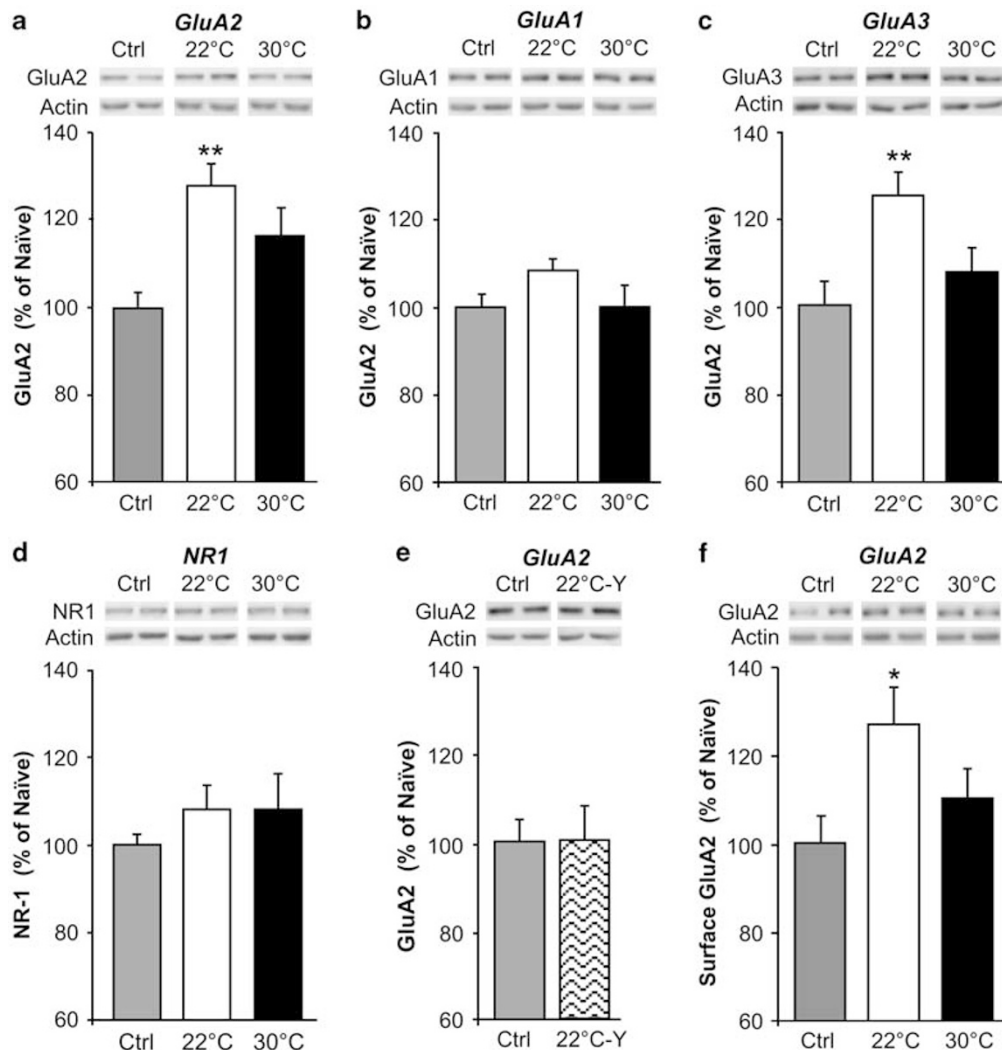 a GluA2
Ctrl 22°C 30°C
GluA2
Actin
140
120
100
80
60
GluA2 (% of Naïve)
**
Ctrl 22°C 30°C
b GluA1
Ctrl 22°C 30°C
GluA1
Actin
140
120
100
80
60
GluA2 (% of Naïve)
Ctrl 22°C 30°C
c GluA3
Ctrl 22°C 30°C
GluA3
Actin
140
120
100
80
60
GluA2 (% of Naïve)
**
Ctrl 22°C 30°C
d NR1
Ctrl 22°C 30°C
NR1
Actin
140
120
100
80
60
NR-1 (% of Naïve)
Ctrl 22°C 30°C
e GluA2
Ctrl 22°C-Y
GluA2
Actin
140
120
100
80
60
GluA2 (% of Naïve)
Ctrl 22°C-Y
f GluA2
Ctrl 22°C 30°C
GluA2
Actin
140
120
100
80
60
Surface GluA2 (% of Naïve)
*
Ctrl 22°C 30°C